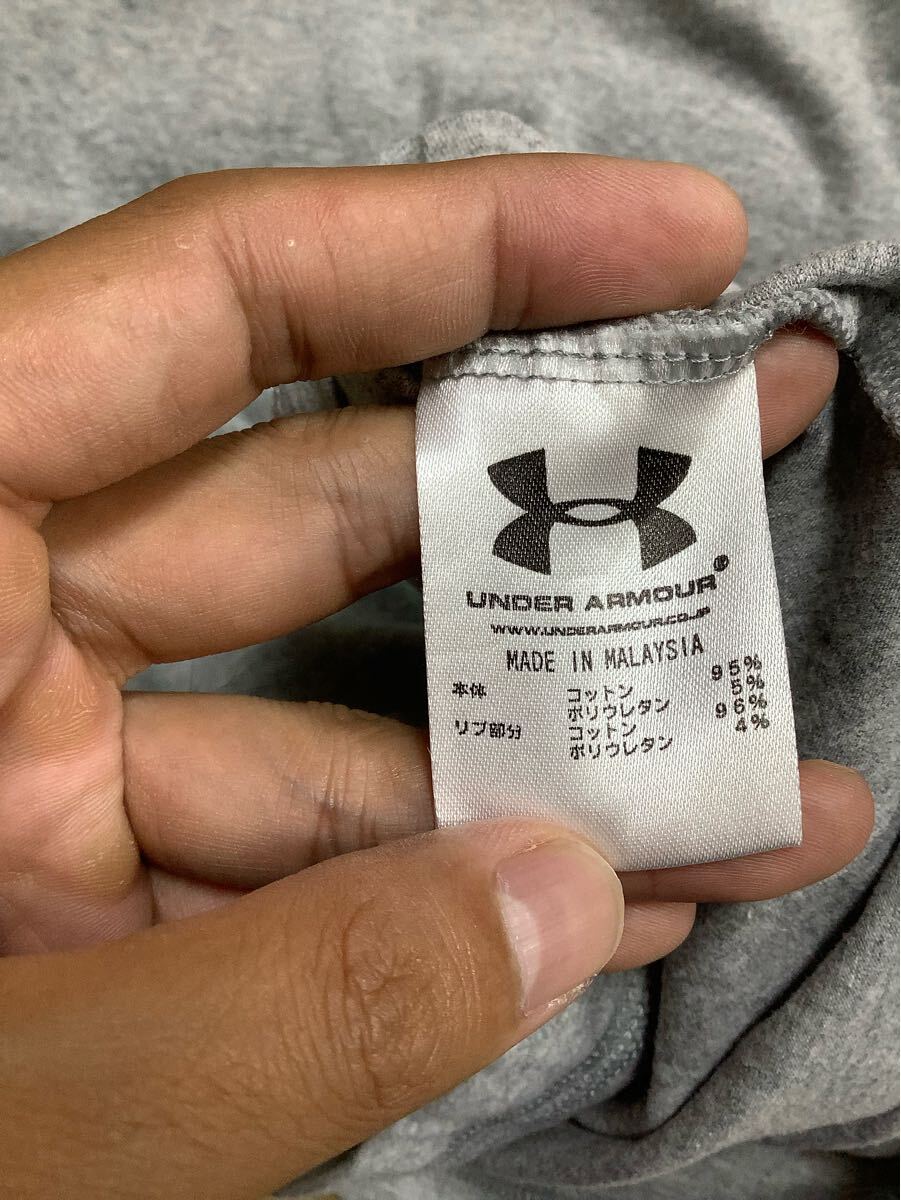 UNDER ARMOUR®
WWW.UNDERARMOUR.CO.JP
MADE IN MALAYSIA
本体 コットン 95%
ポリウレタン 5%
リブ部分 コットン 96%
ポリウレタン 4%